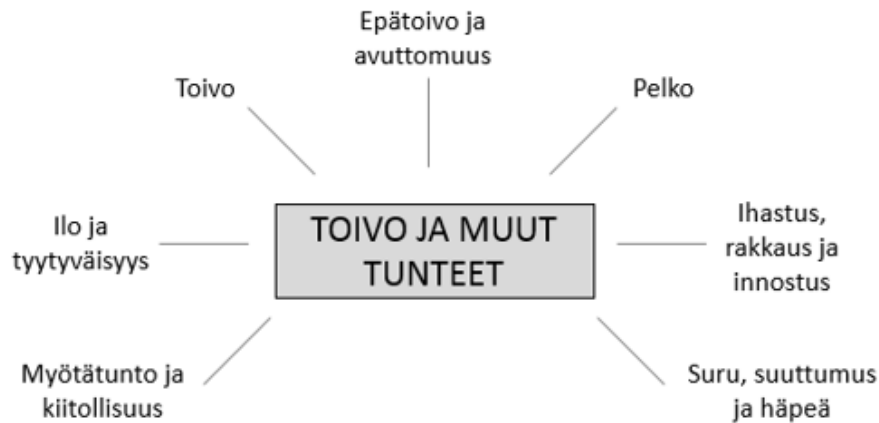 Epätoivo ja
avuttomuus
Toivo
Pelko
Ilo ja
tyytyväisyys
TOIVO JA MUUT
TUNTEET
Ihastus,
rakkaus ja
innostus
Myötätunto ja
kiitollisuus
Suru, suuttumus
ja häpeä